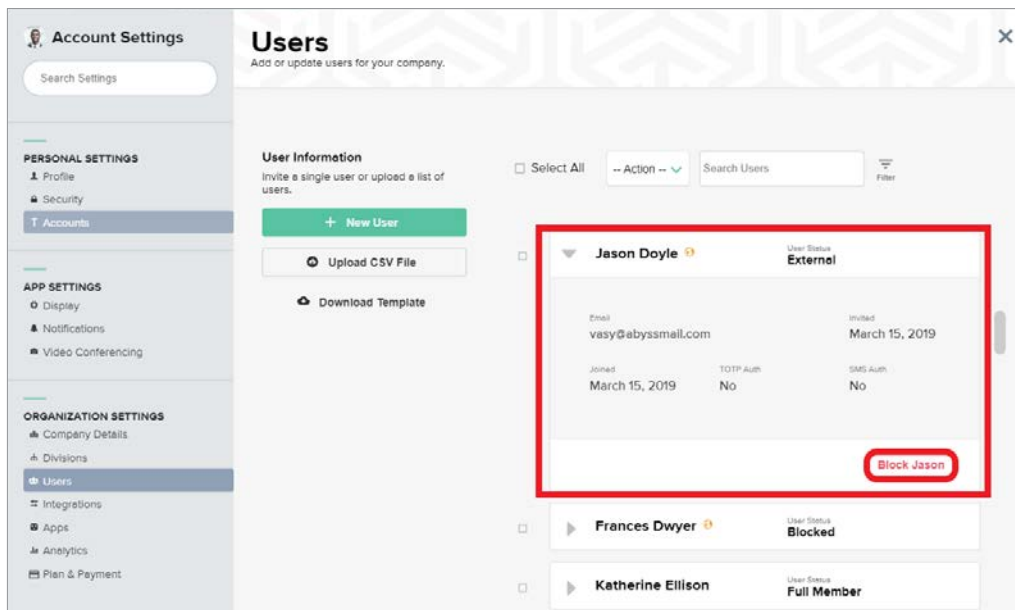 Account Settings
Search Settings
PERSONAL SETTINGS
Profile
Security
Accounts
APP SETTINGS
Display
Notifications
Video Conferencing
ORGANIZATION SETTINGS
Company Details
Divisions
Users
Integrations
Apps
Analytics
Plan & Payment
Users
Add or update users for your company.
User Information
Invite a single user or upload a list of
users.
+ New User
Upload CSV File
Download Template
Select All
-- Action --
Search Users
Filter
Jason Doyle
User Status
External
Email
vasy@abyssmail.com
Invited
March 15, 2019
Joined
March 15, 2019
TOTP Auth
No
SMS Auth
No
Block Jason
Frances Dwyer
User Status
Blocked
Katherine Ellison
User Status
Full Member